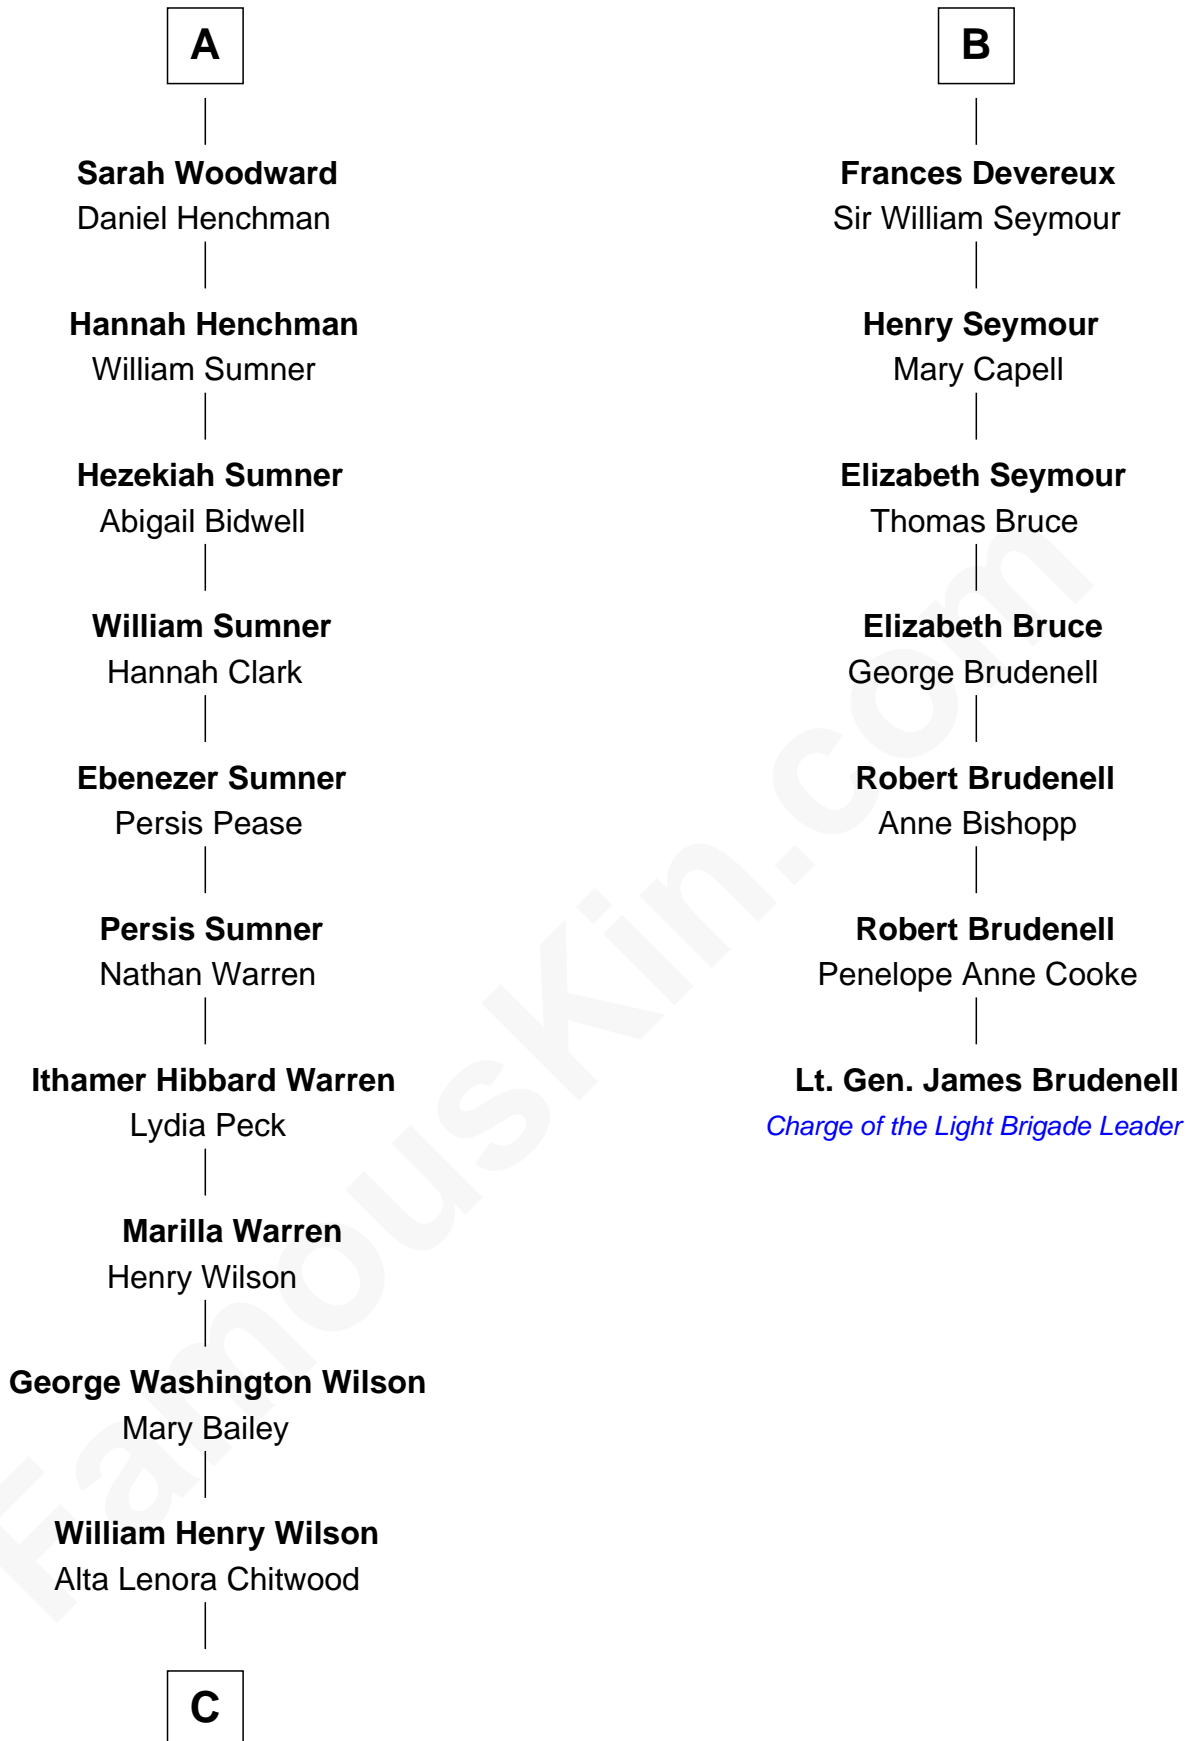 A
Sarah Woodward
Daniel Henchman
Hannah Henchman
William Sumner
Hezekiah Sumner
Abigail Bidwell
William Sumner
Hannah Clark
Ebenezer Sumner
Persis Pease
Persis Sumner
Nathan Warren
Ithamer Hibbard Warren
Lydia Peck
Marilla Warren
Henry Wilson
George Washington Wilson
Mary Bailey
William Henry Wilson
Alta Lenora Chitwood
C
B
Frances Devereux
Sir William Seymour
Henry Seymour
Mary Capell
Elizabeth Seymour
Thomas Bruce
Elizabeth Bruce
George Brudenell
Robert Brudenell
Anne Bishopp
Robert Brudenell
Penelope Anne Cooke
Lt. Gen. James Brudenell
Charge of the Light Brigade Leader
FamousKin.com